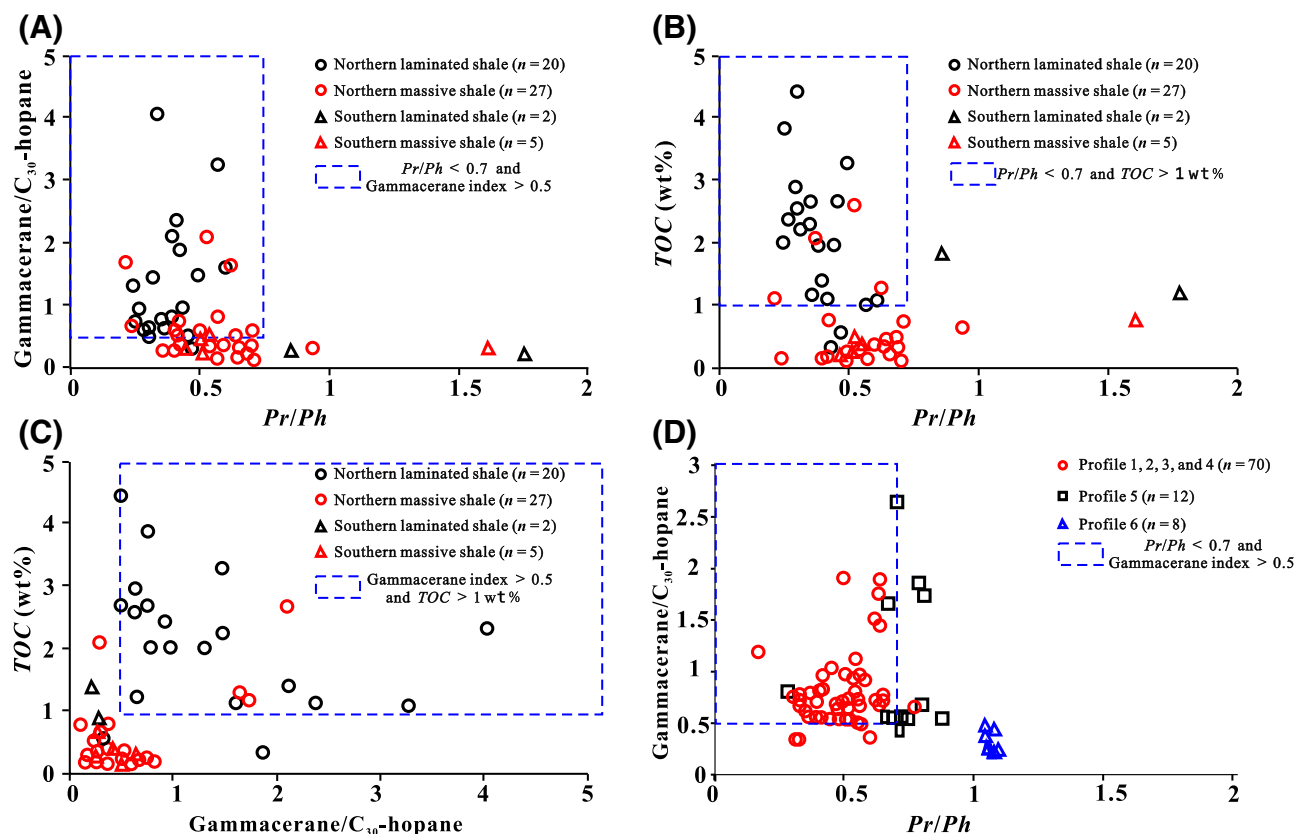 (A)
Gammacerane/C₃₀-hopane
5
4
3
2
1
0
0
0.5
1
1.5
2
Pr/Ph
Northern laminated shale (n = 20)
Northern massive shale (n = 27)
Southern laminated shale (n = 2)
Southern massive shale (n = 5)
Pr/Ph < 0.7 and
Gammacerane index > 0.5
(B)
TOC (wt%)
5
4
3
2
1
0
0
0.5
1
1.5
2
Pr/Ph
Northern laminated shale (n = 20)
Northern massive shale (n = 27)
Southern laminated shale (n = 2)
Southern massive shale (n = 5)
Pr/Ph < 0.7 and TOC > 1 wt%
(C)
TOC (wt%)
5
4
3
2
1
0
0
1
2
3
4
5
Gammacerane/C₃₀-hopane
Northern laminated shale (n = 20)
Northern massive shale (n = 27)
Southern laminated shale (n = 2)
Southern massive shale (n = 5)
Gammacerane index > 0.5
and TOC > 1 wt%
(D)
Gammacerane/C₃₀-hopane
3
2.5
2
1.5
1
0.5
0
0
0.5
1
1.5
2
Pr/Ph
Profile 1, 2, 3, and 4 (n = 70)
Profile 5 (n = 12)
Profile 6 (n = 8)
Pr/Ph < 0.7 and
Gammacerane index > 0.5